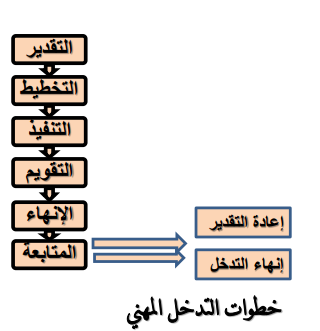 التقدير
التخطيط
التنفيذ
التقويم
الإنهاء
المتابعة
إعادة التقدير
إنهاء التدخل
خطوات التدخل المهني